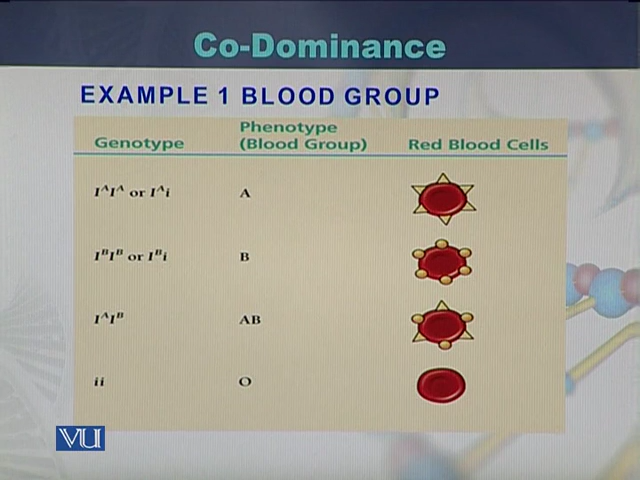 Co-Dominance
EXAMPLE 1 BLOOD GROUP
Genotype Phenotype (Blood Group) Red Blood Cells
IᴬIᴬ or Iᴬi A
IᴮIᴮ or Iᴮi B
IᴬIᴮ AB
ii O
VU